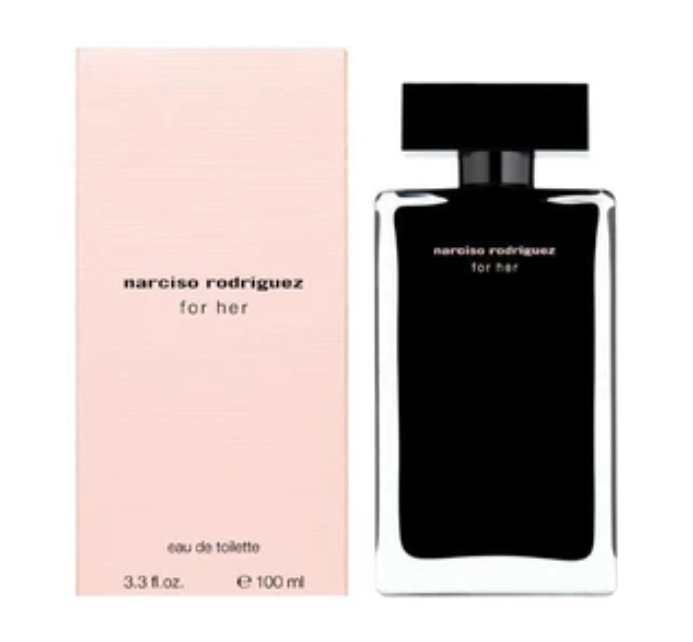 narciso rodriguez
for her
eau de toilette
3.3 fl.oz. ℮ 100 ml
narciso rodriguez
for her